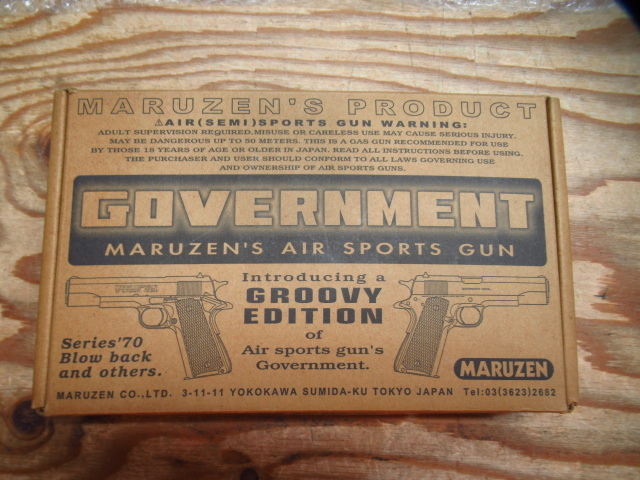 MARUZEN'S PRODUCT
⚠AIR(SEMI)SPORTS GUN WARNING:
ADULT SUPERVISION REQUIRED.MISUSE OR CARELESS USE MAY CAUSE SERIOUS INJURY.
MAY BE DANGEROUS UP TO 50 METERS. THIS IS A GAS GUN RECOMMENDED FOR USE
BY THOSE 18 YEARS OF AGE OR OLDER IN JAPAN. READ ALL INSTRUCTIONS BEFORE USING.
THE PURCHASER AND USER SHOULD CONFORM TO ALL LAWS GOVERNING USE
AND OWNERSHIP OF AIR SPORTS GUNS.
GOVERNMENT
MARUZEN'S AIR SPORTS GUN
Introducing a
GROOVY
EDITION
of
Air sports gun's
Government.
Series'70
Blow back
and others.
MARUZEN
MARUZEN CO.,LTD. 3-11-11 YOKOKAWA SUMIDA-KU TOKYO JAPAN Tel:03(3623)2682